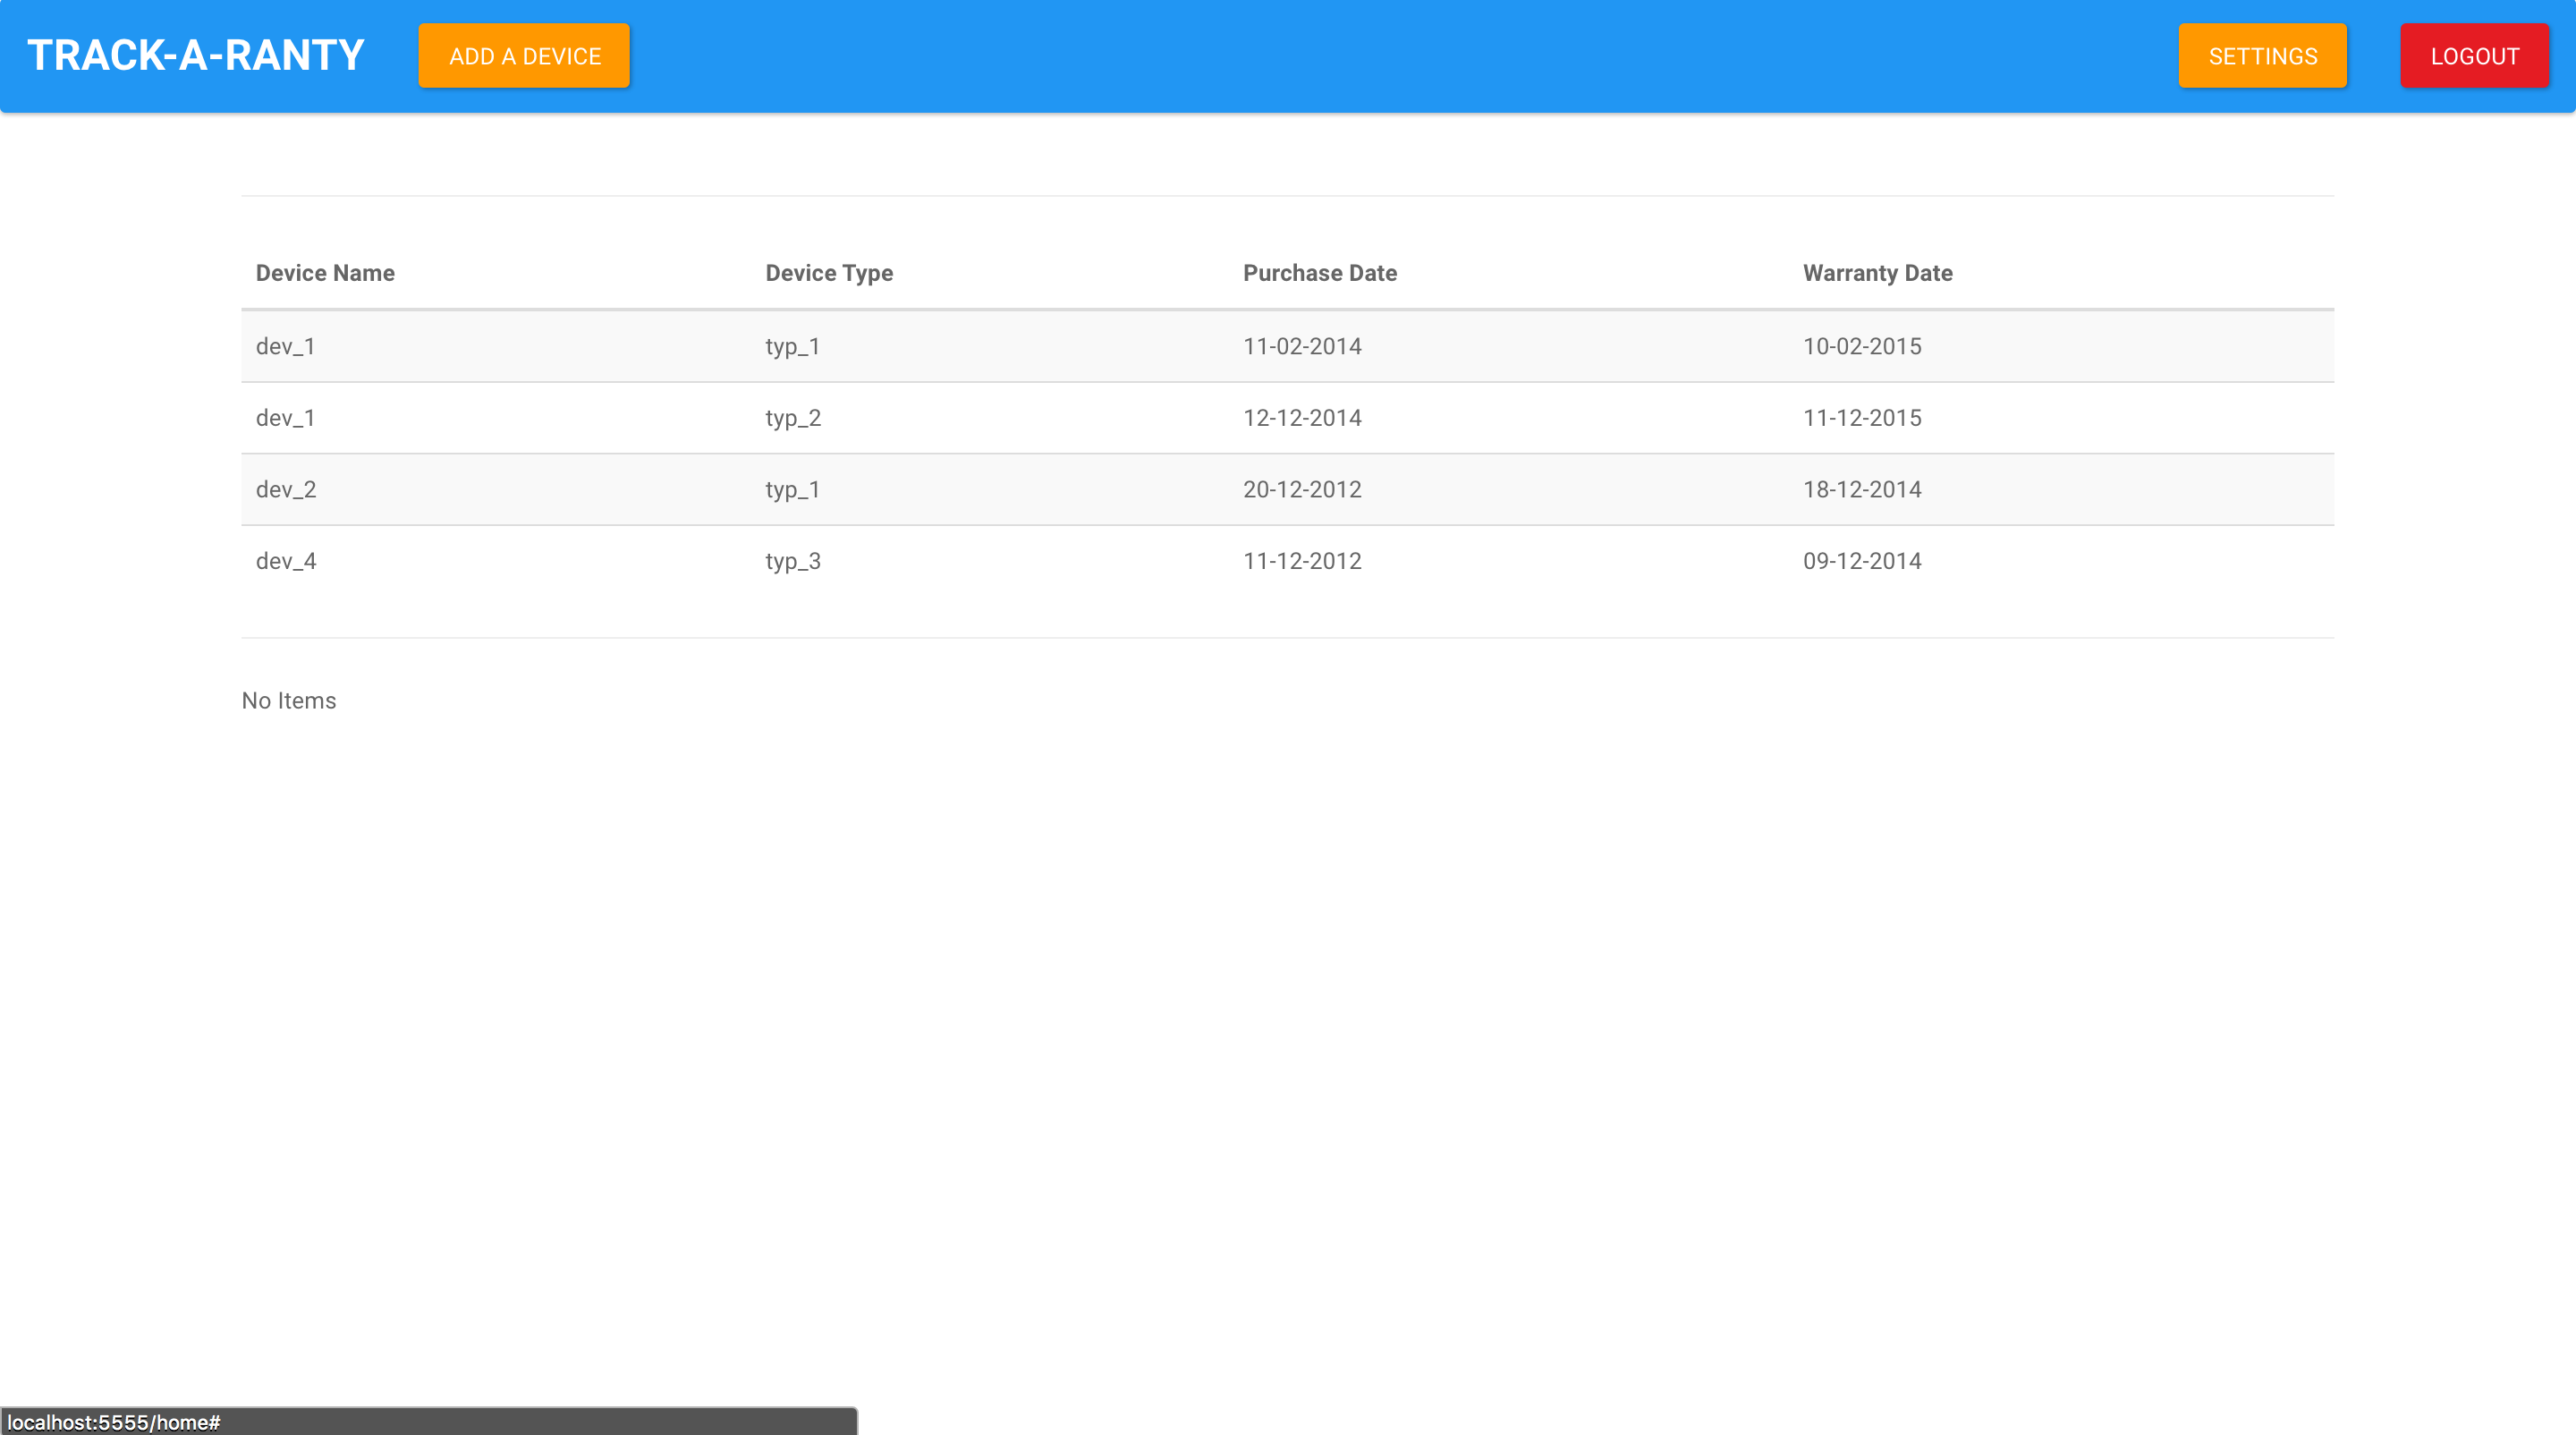 TRACK-A-RANTY ADD A DEVICE SETTINGS LOGOUT
Device Name Device Type Purchase Date Warranty Date
dev_1 typ_1 11-02-2014 10-02-2015
dev_1 typ_2 12-12-2014 11-12-2015
dev_2 typ_1 20-12-2012 18-12-2014
dev_4 typ_3 11-12-2012 09-12-2014
No Items
localhost:5555/home#